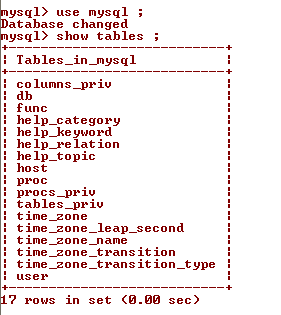 mysql> use mysql ;
Database changed
mysql> show tables ;
+---------------------------+
| Tables_in_mysql           |
+---------------------------+
| columns_priv              |
| db                        |
| func                      |
| help_category             |
| help_keyword              |
| help_relation             |
| help_topic                |
| host                      |
| proc                      |
| procs_priv                |
| tables_priv               |
| time_zone                 |
| time_zone_leap_second     |
| time_zone_name            |
| time_zone_transition      |
| time_zone_transition_type |
| user                      |
+---------------------------+
17 rows in set (0.00 sec)